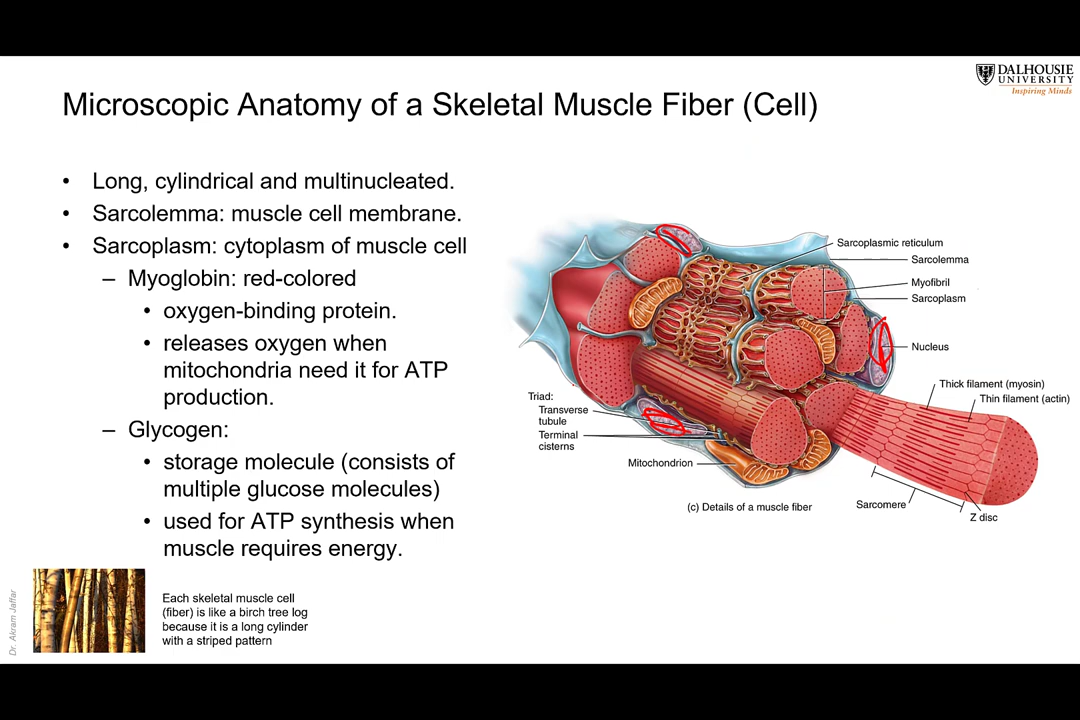 DALHOUSIE
UNIVERSITY
Inspiring Minds
Microscopic Anatomy of a Skeletal Muscle Fiber (Cell)
• Long, cylindrical and multinucleated.
• Sarcolemma: muscle cell membrane.
• Sarcoplasm: cytoplasm of muscle cell
– Myoglobin: red-colored
• oxygen-binding protein.
• releases oxygen when
mitochondria need it for ATP
production.
– Glycogen:
• storage molecule (consists of
multiple glucose molecules)
• used for ATP synthesis when
muscle requires energy.
Sarcoplasmic reticulum
Sarcolemma
Myofibril
Sarcoplasm
Nucleus
Thick filament (myosin)
Thin filament (actin)
Triad:
Transverse
tubule
Terminal
cisterns
Mitochondrion
Sarcomere
Z disc
(c) Details of a muscle fiber
Each skeletal muscle cell
(fiber) is like a birch tree log
because it is a long cylinder
with a striped pattern
Dr. Akram Jaffar